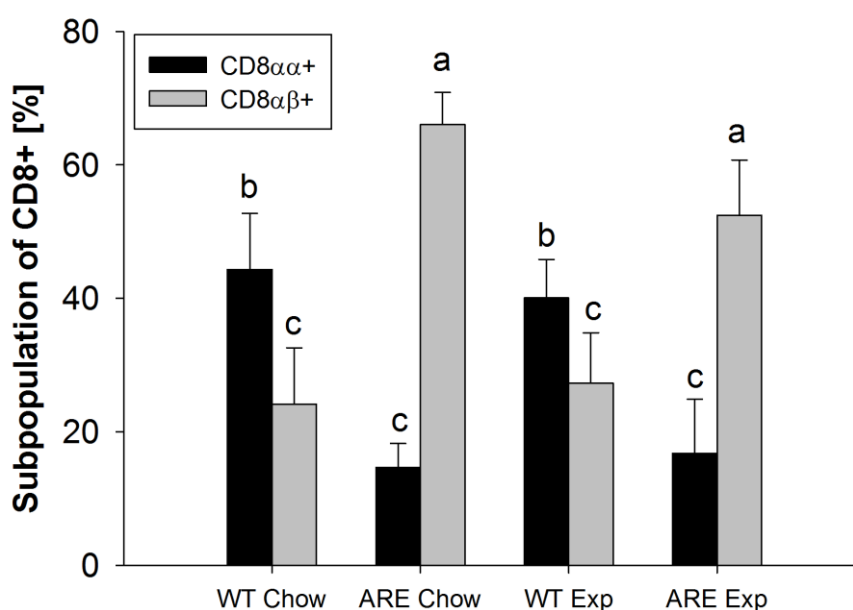 Subpopulation of CD8+ [%]
80
60
40
20
0
CD8αα+
CD8αβ+
b
c
c
a
b
c
c
a
WT Chow
ARE Chow
WT Exp
ARE Exp